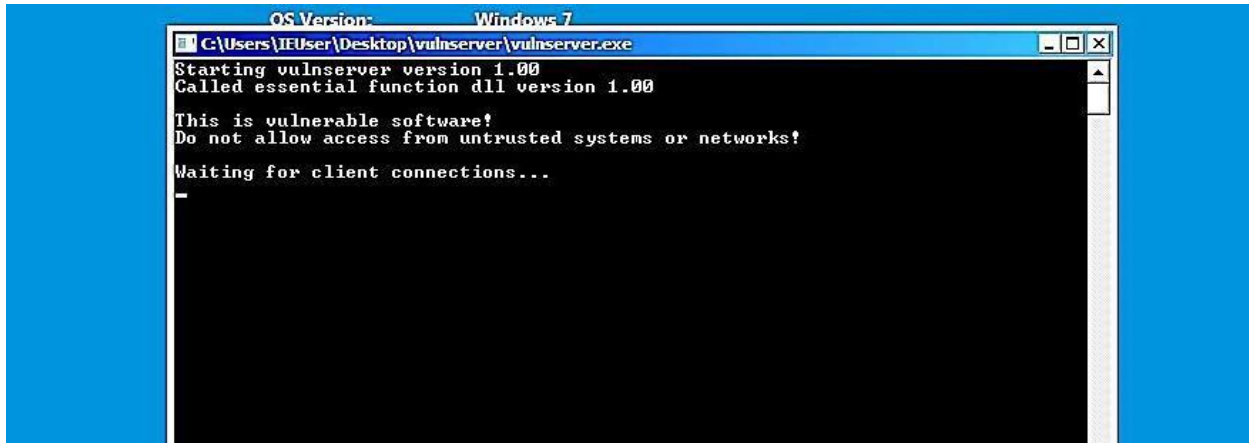 OS Version: Windows 7
C:\Users\IEUser\Desktop\vulnserver\vulnserver.exe
Starting vulnserver version 1.00
Called essential function dll version 1.00
This is vulnerable software!
Do not allow access from untrusted systems or networks!
Waiting for client connections...